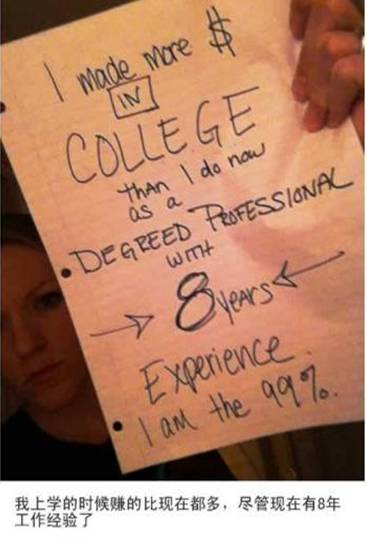 I made more $
IN
COLLEGE
than I do now
as a
DEGREED PROFESSIONAL
WITH
8 years
Experience.
I am the 99%.
我上学的时候赚的比现在都多，尽管现在有8年
工作经验了